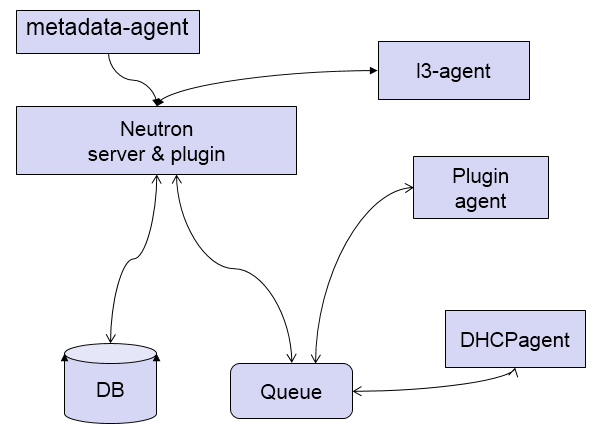 metadata-agent
l3-agent
Neutron
server & plugin
Plugin
agent
DHCPagent
DB
Queue